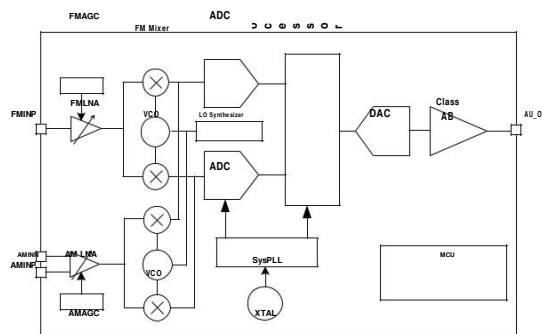 FMAGC
ADC
ocessor
FM Mixer
FMLNA
FMINP
VCO
LO Synthesizer
Class
AB
DAC
AU_O
ADC
AMINN
AM LNA
AMINP
VCO
SysPLL
MCU
AMAGC
XTAL